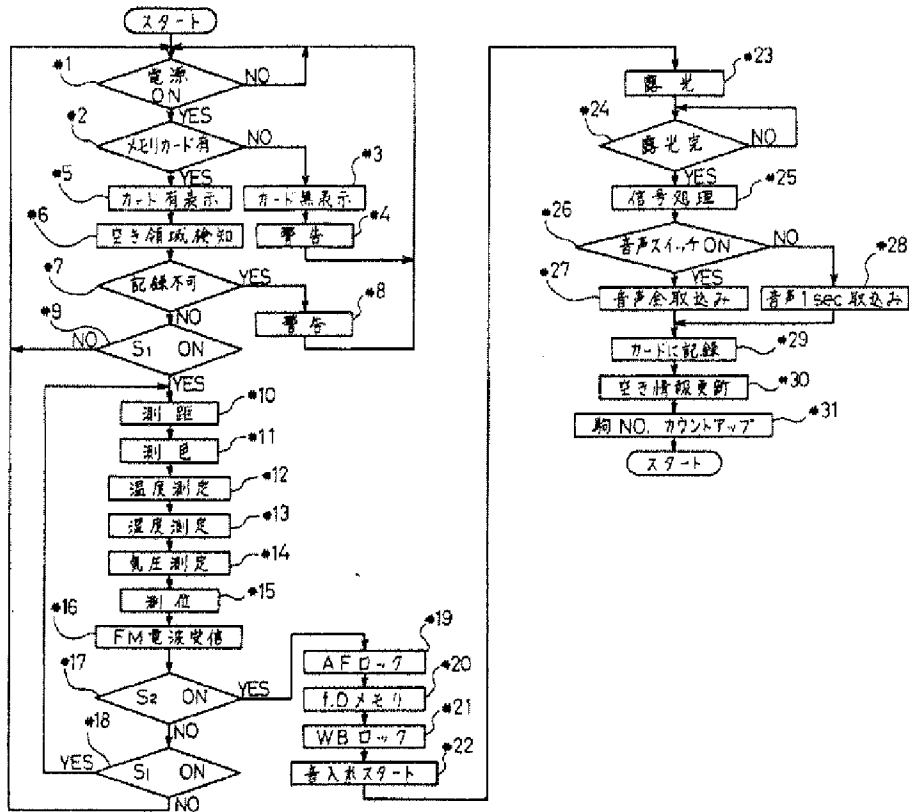 スタート
*1
電源
ON
NO
YES
*2
メモリカード有
NO
YES
*5
カード有表示
*3
カード無表示
*6
空き領域検知
*4
警告
*7
記録不可
YES
NO
*8
警告
*9
NO
S1 ON
YES
*10
測距
*11
測色
*12
温度測定
*13
湿度測定
*14
気圧測定
*15
測位
*16
FM電波受信
*17
S2 ON
YES
NO
*18
YES
S1 ON
NO
*19
AFロック
*20
f.Dメモリ
*21
WBロック
*22
音入力スタート
*23
露光
*24
露光完
NO
YES
*25
信号処理
*26
音声スイッチON
NO
YES
*27
音声全取込み
*28
音声1sec取込み
*29
カードに記録
*30
空き情報更新
*31
駒NO.カウントアップ
スタート